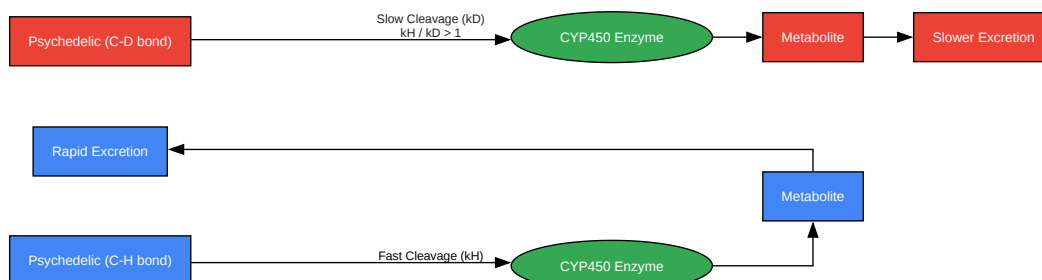 Psychedelic (C-D bond)
Slow Cleavage (kD)
kH / kD > 1
CYP450 Enzyme
Metabolite
Slower Excretion
Rapid Excretion
Metabolite
Psychedelic (C-H bond)
Fast Cleavage (kH)
CYP450 Enzyme